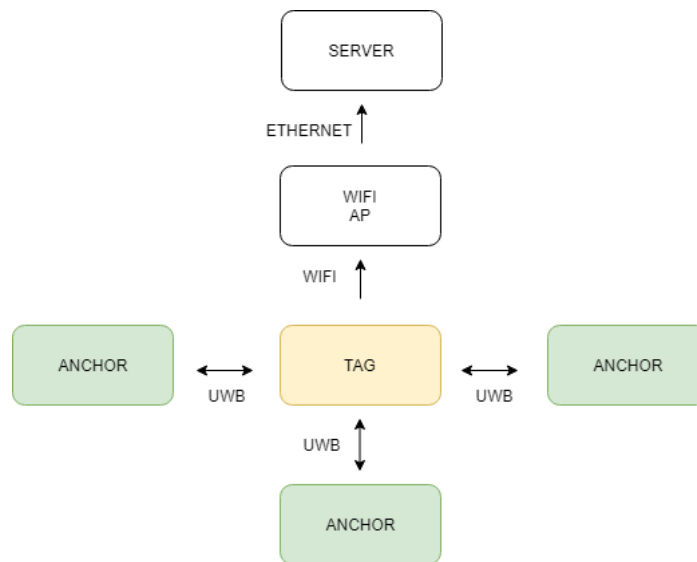 SERVER
ETHERNET
WIFI
AP
WIFI
ANCHOR
TAG
ANCHOR
UWB
UWB
UWB
ANCHOR